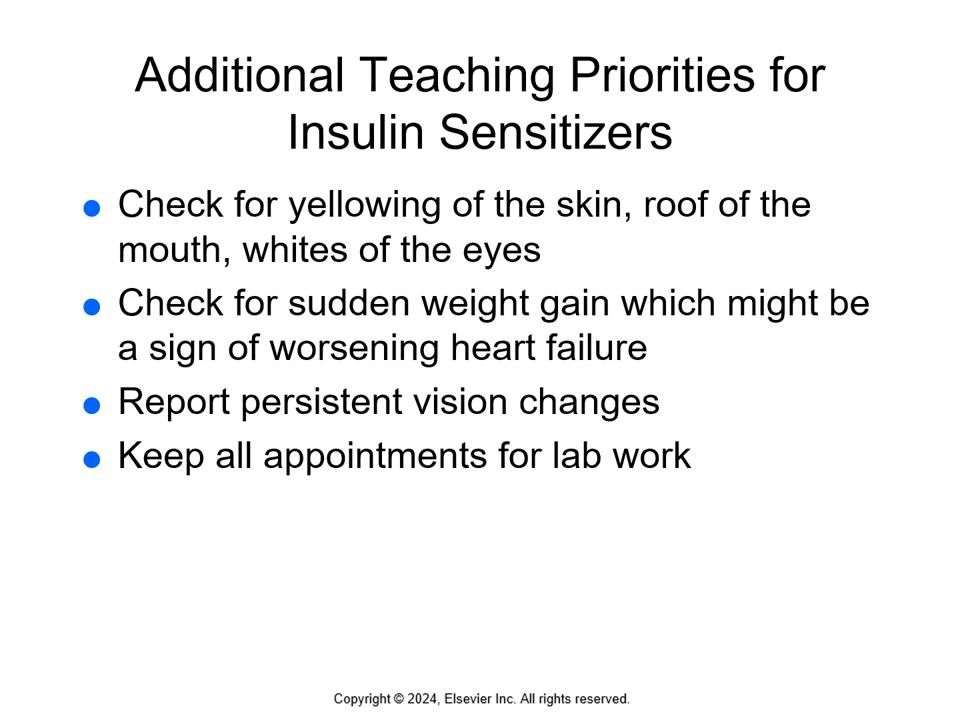 Additional Teaching Priorities for
Insulin Sensitizers
● Check for yellowing of the skin, roof of the
mouth, whites of the eyes
● Check for sudden weight gain which might be
a sign of worsening heart failure
● Report persistent vision changes
● Keep all appointments for lab work
Copyright © 2024, Elsevier Inc. All rights reserved.